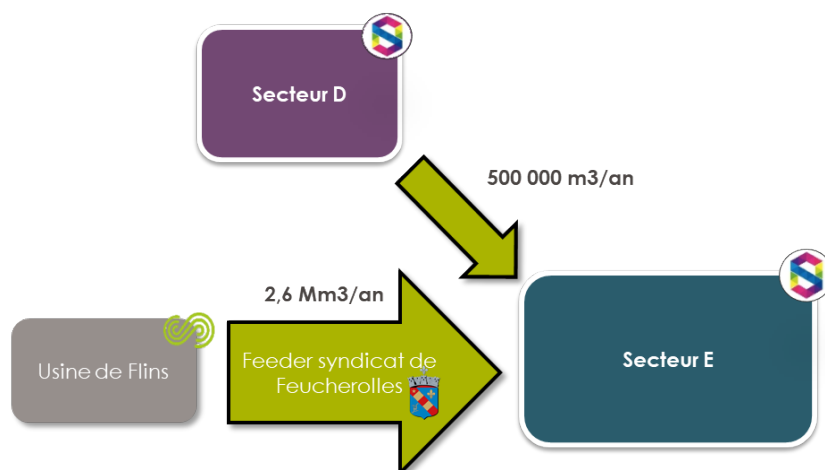 Secteur D
500 000 m3/an
2,6 Mm3/an
Usine de Flins
Feeder syndicat de
Feucherolles
Secteur E